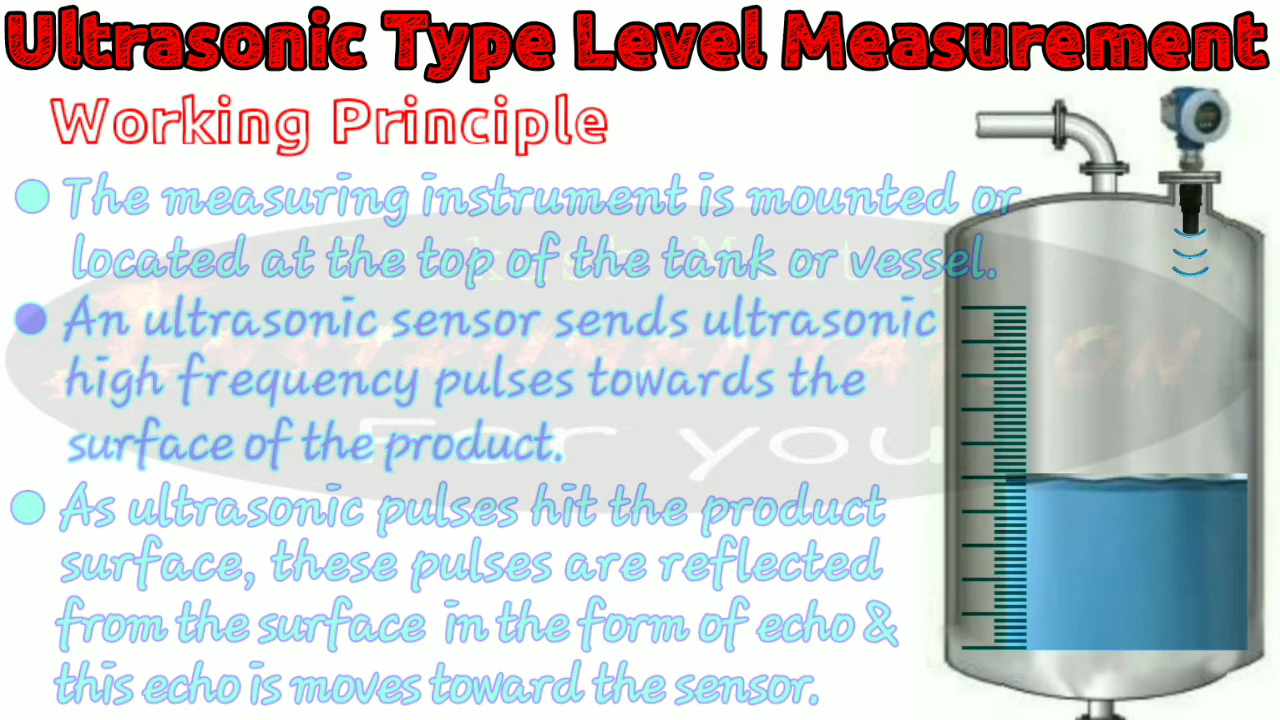 Ultrasonic Type Level Measurement
Working Principle
The measuring instrument is mounted or
located at the top of the tank or vessel.
An ultrasonic sensor sends ultrasonic
high frequency pulses towards the
surface of the product.
As ultrasonic pulses hit the product
surface, these pulses are reflected
from the surface in the form of echo &
this echo is moves toward the sensor.
INSTRUMENTATION
For you